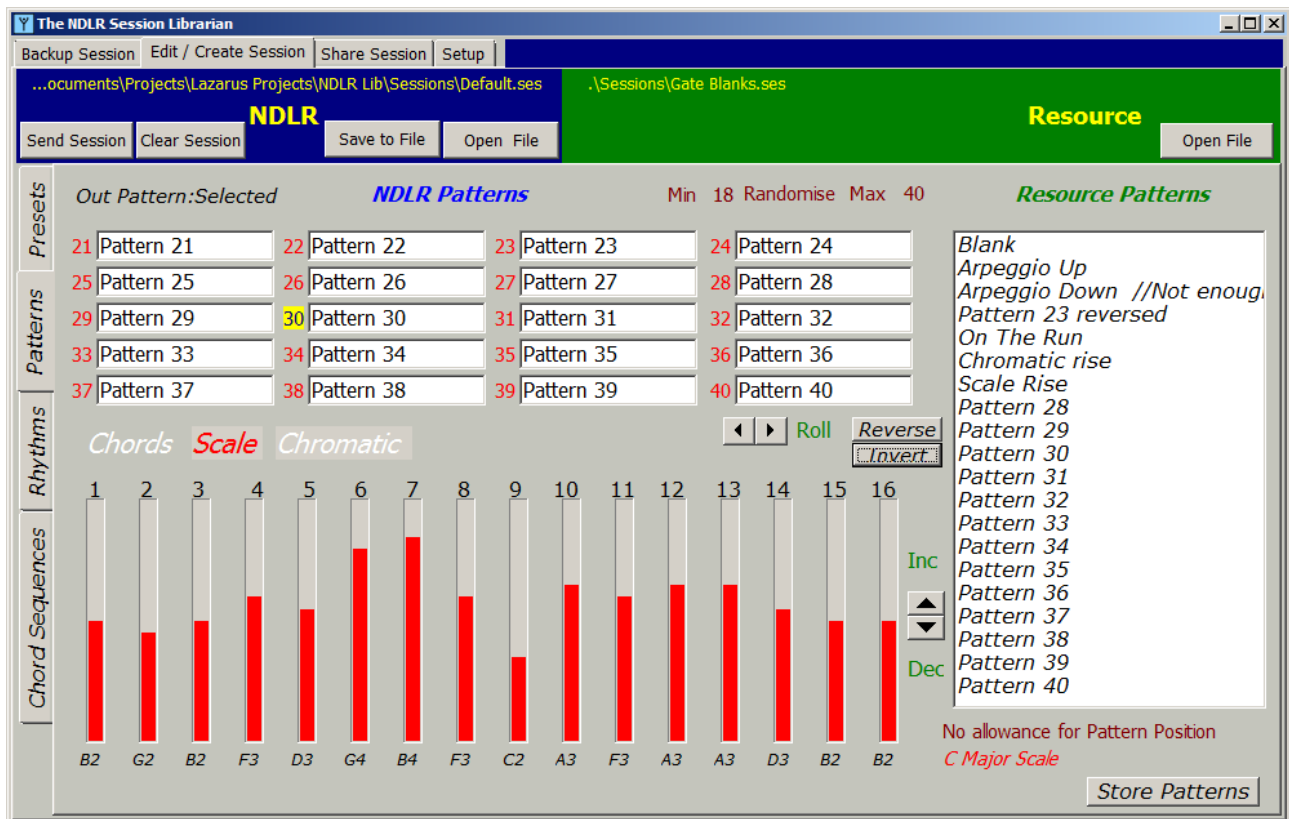 The NDLR Session Librarian
Backup Session Edit / Create Session Share Session Setup
...ocuments\Projects\Lazarus Projects\NDLR Lib\Sessions\Default.ses .\Sessions\Gate Blanks.ses
NDLR Resource
Send Session Clear Session Save to File Open File Open File
Presets
Patterns
Rhythms
Chord Sequences
Out Pattern:Selected NDLR Patterns Min 18 Randomise Max 40 Resource Patterns
21 Pattern 21 22 Pattern 22 23 Pattern 23 24 Pattern 24
25 Pattern 25 26 Pattern 26 27 Pattern 27 28 Pattern 28
29 Pattern 29 30 Pattern 30 31 Pattern 31 32 Pattern 32
33 Pattern 33 34 Pattern 34 35 Pattern 35 36 Pattern 36
37 Pattern 37 38 Pattern 38 39 Pattern 39 40 Pattern 40
Chords Scale Chromatic Roll Reverse
Invert
1 2 3 4 5 6 7 8 9 10 11 12 13 14 15 16
Inc
Dec
B2 G2 B2 F3 D3 G4 B4 F3 C2 A3 F3 A3 A3 D3 B2 B2
Blank
Arpeggio Up
Arpeggio Down //Not enoug
Pattern 23 reversed
On The Run
Chromatic rise
Scale Rise
Pattern 28
Pattern 29
Pattern 30
Pattern 31
Pattern 32
Pattern 33
Pattern 34
Pattern 35
Pattern 36
Pattern 37
Pattern 38
Pattern 39
Pattern 40
No allowance for Pattern Position
C Major Scale
Store Patterns